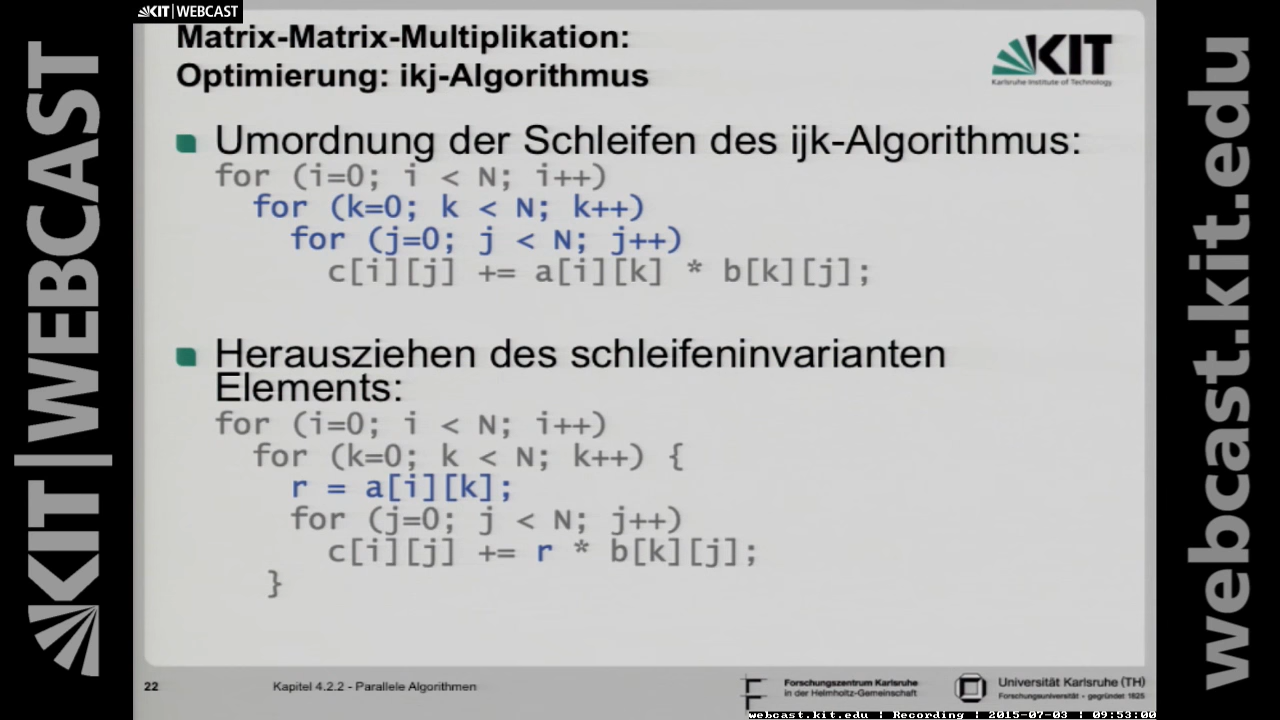 KIT|WEBCAST
KIT|WEBCAST
Matrix-Matrix-Multiplikation:
Optimierung: ikj-Algorithmus
KIT
Karlsruhe Institute of Technology
Umordnung der Schleifen des ijk-Algorithmus:
for (i=0; i < N; i++)
for (k=0; k < N; k++)
for (j=0; j < N; j++)
c[i][j] += a[i][k] * b[k][j];
Herausziehen des schleifeninvarianten
Elements:
for (i=0; i < N; i++)
for (k=0; k < N; k++) {
r = a[i][k];
for (j=0; j < N; j++)
c[i][j] += r * b[k][j];
}
22
Kapitel 4.2.2 - Parallele Algorithmen
Forschungszentrum Karlsruhe
in der Helmholtz-Gemeinschaft
Universität Karlsruhe (TH)
Forschungsuniversität - gegründet 1825
webcast.kit.edu | Recording | 2015-07-03 | 09:53:00
webcast.kit.edu